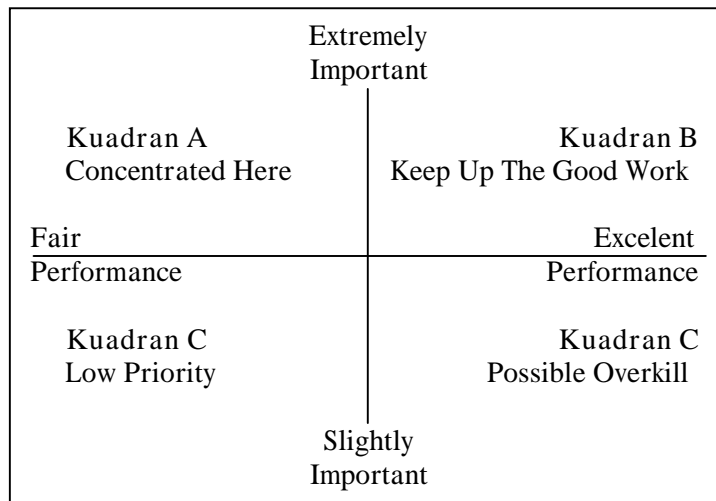 Extremely
Important
Kuadran A
Concentrated Here
Kuadran B
Keep Up The Good Work
Fair
Performance
Excelent
Performance
Kuadran C
Low Priority
Kuadran C
Possible Overkill
Slightly
Important